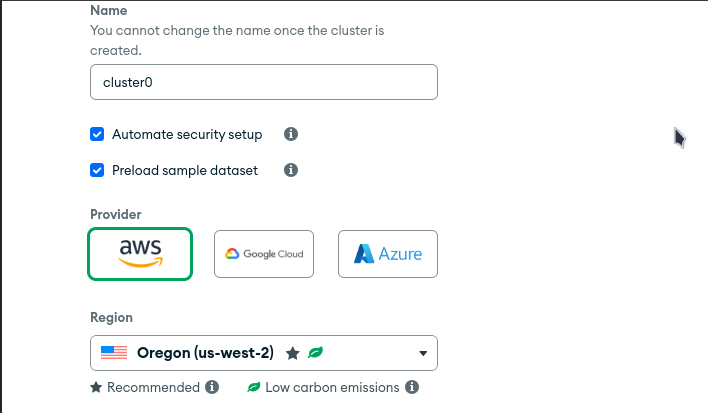 Name
You cannot change the name once the cluster is
created.
cluster0
Automate security setup
Preload sample dataset
Provider
aws Google Cloud Azure
Region
Oregon (us-west-2)
Recommended Low carbon emissions